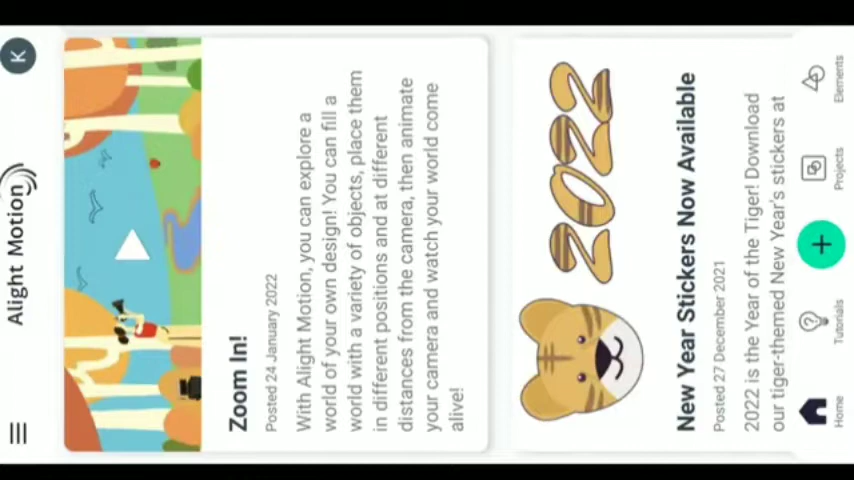 Alight Motion
K
Zoom In!
Posted 24 January 2022
With Alight Motion, you can explore a
world of your own design! You can fill a
world with a variety of objects, place them
in different positions and at different
distances from the camera, then animate
your camera and watch your world come
alive!
2022
New Year Stickers Now Available
Posted 27 December 2021
2022 is the Year of the Tiger! Download
our tiger-themed New Year's stickers at
Home
Tutorials
Projects
Elements